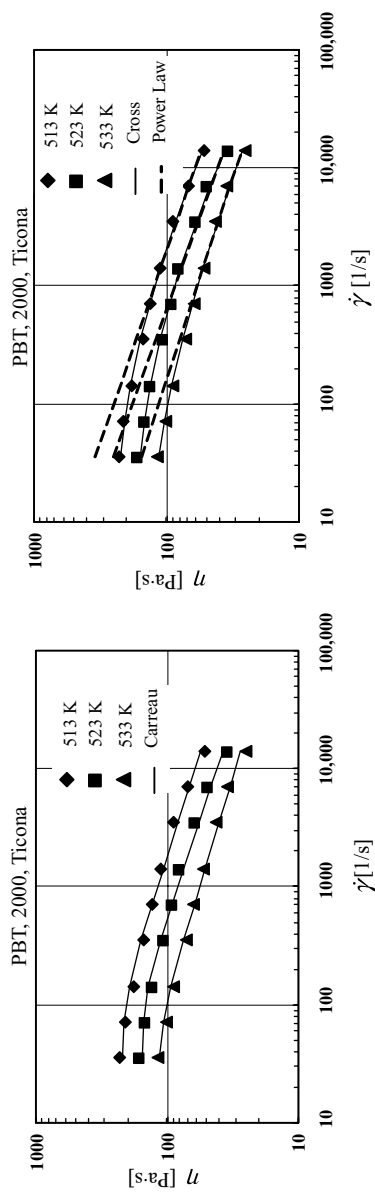 PBT, 2000, Ticona
1000
100
10
η [Pa·s]
513 K
523 K
533 K
Carreau
10
100
1000
10,000
100,000
γ̇ [1/s]
PBT, 2000, Ticona
1000
100
10
η [Pa·s]
513 K
523 K
533 K
Cross
Power Law
10
100
1000
10,000
100,000
γ̇ [1/s]